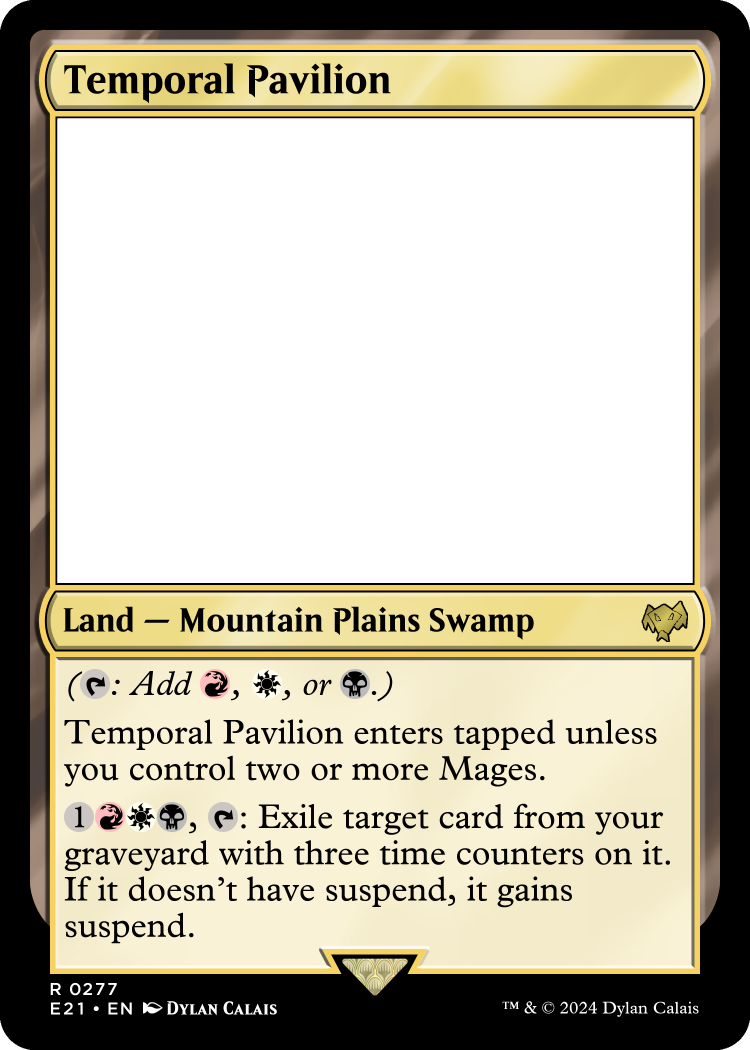 Temporal Pavilion
Land — Mountain Plains Swamp
(: Add , , or .)
Temporal Pavilion enters tapped unless
you control two or more Mages.
1, : Exile target card from your
graveyard with three time counters on it.
If it doesn't have suspend, it gains
suspend.
R 0277
E21 • EN DYLAN CALAIS
™ & © 2024 Dylan Calais